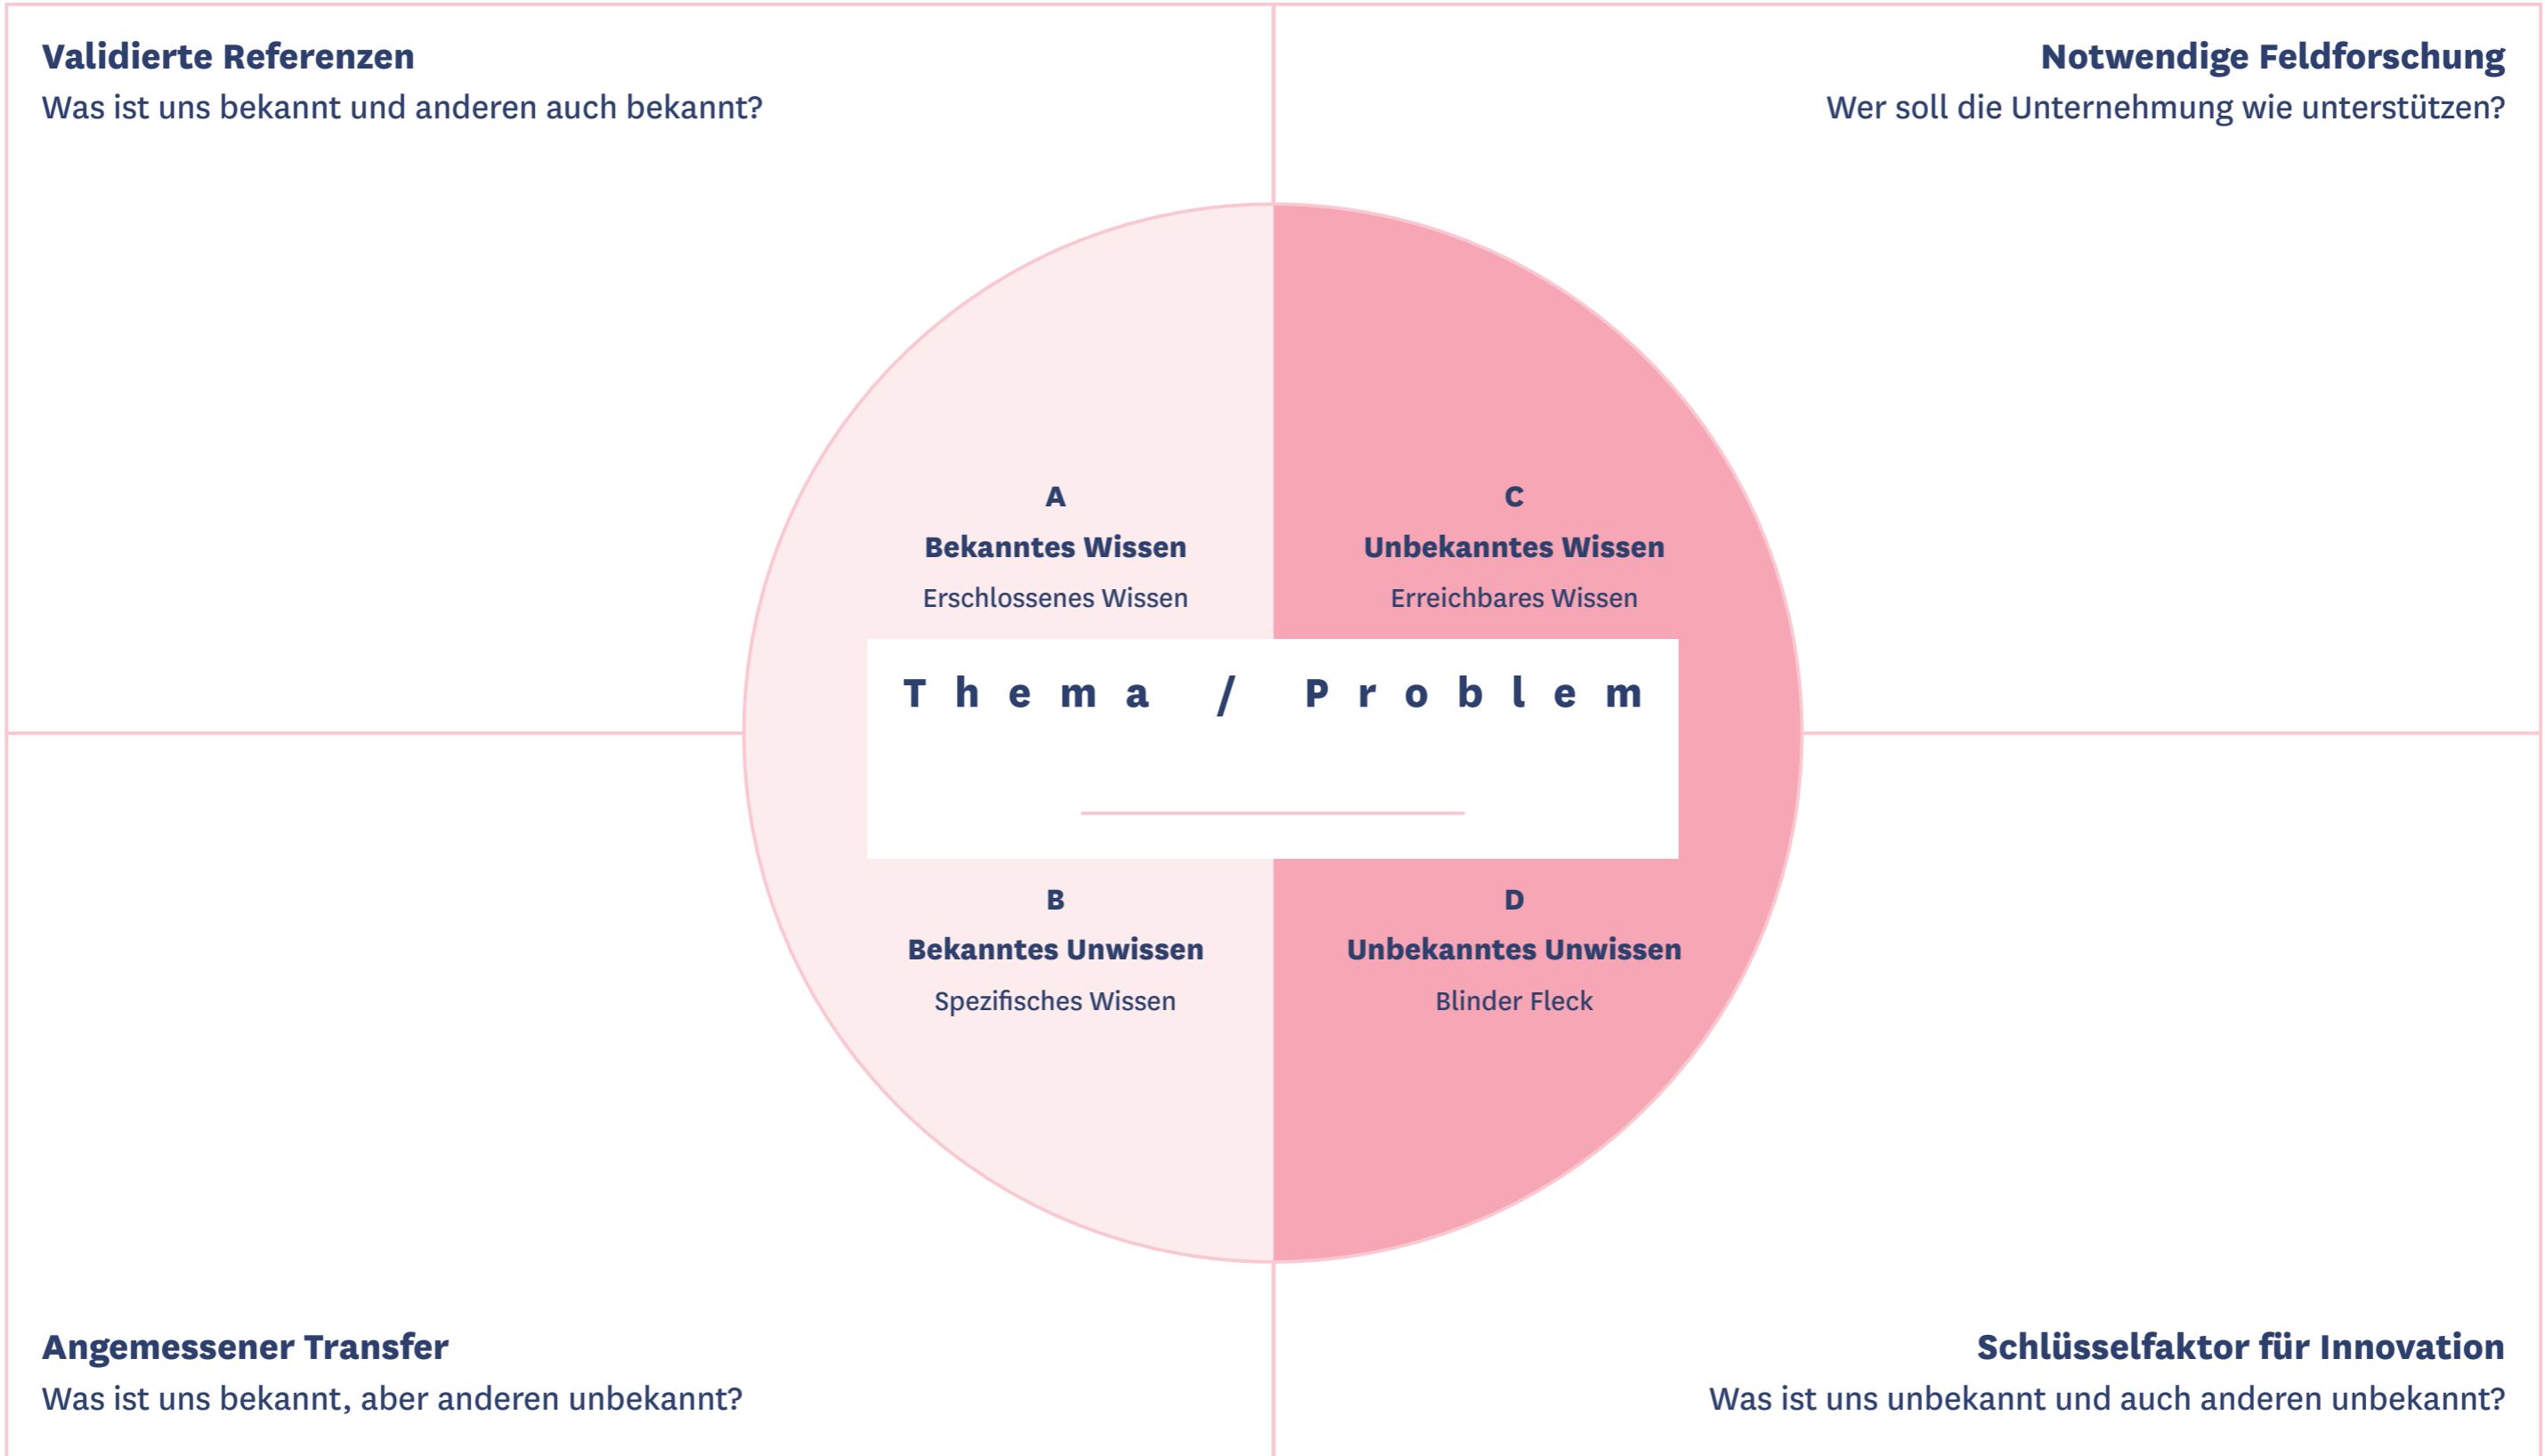 Validierte Referenzen
Was ist uns bekannt und anderen auch bekannt?
Notwendige Feldforschung
Wer soll die Unternehmung wie unterstützen?
A
Bekanntes Wissen
Erschlossenes Wissen
C
Unbekanntes Wissen
Erreichbares Wissen
Thema / Problem
B
Bekanntes Unwissen
Spezifisches Wissen
D
Unbekanntes Unwissen
Blinder Fleck
Angemessener Transfer
Was ist uns bekannt, aber anderen unbekannt?
Schlüsselfaktor für Innovation
Was ist uns unbekannt und auch anderen unbekannt?